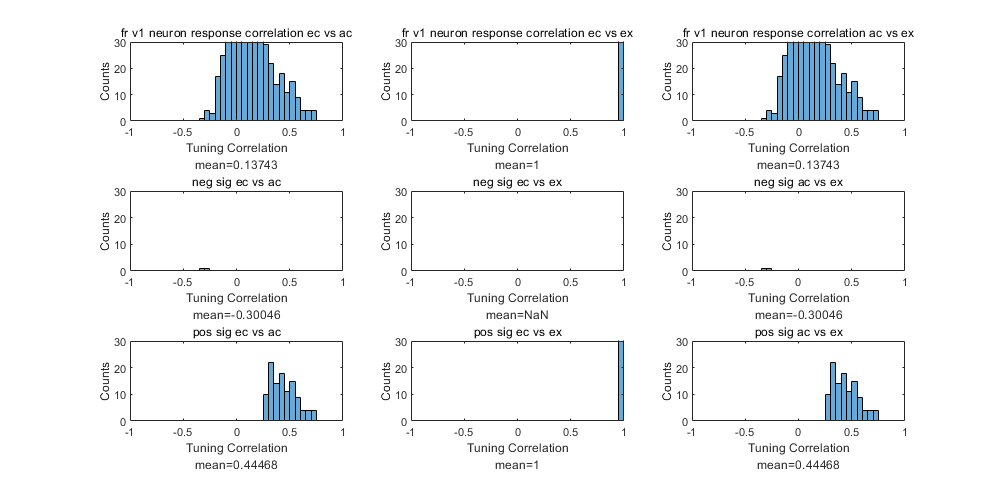 fr v1 neuron response correlation ec vs ac
30
20
10
0
Counts
-1 -0.5 0 0.5 1
Tuning Correlation
mean=0.13743
fr v1 neuron response correlation ec vs ex
30
20
10
0
Counts
-1 -0.5 0 0.5 1
Tuning Correlation
mean=1
fr v1 neuron response correlation ac vs ex
30
20
10
0
Counts
-1 -0.5 0 0.5 1
Tuning Correlation
mean=0.13743
neg sig ec vs ac
30
20
10
0
Counts
-1 -0.5 0 0.5 1
Tuning Correlation
mean=-0.30046
neg sig ec vs ex
30
20
10
0
Counts
-1 -0.5 0 0.5 1
Tuning Correlation
mean=NaN
neg sig ac vs ex
30
20
10
0
Counts
-1 -0.5 0 0.5 1
Tuning Correlation
mean=-0.30046
pos sig ec vs ac
30
20
10
0
Counts
-1 -0.5 0 0.5 1
Tuning Correlation
mean=0.44468
pos sig ec vs ex
30
20
10
0
Counts
-1 -0.5 0 0.5 1
Tuning Correlation
mean=1
pos sig ac vs ex
30
20
10
0
Counts
-1 -0.5 0 0.5 1
Tuning Correlation
mean=0.44468